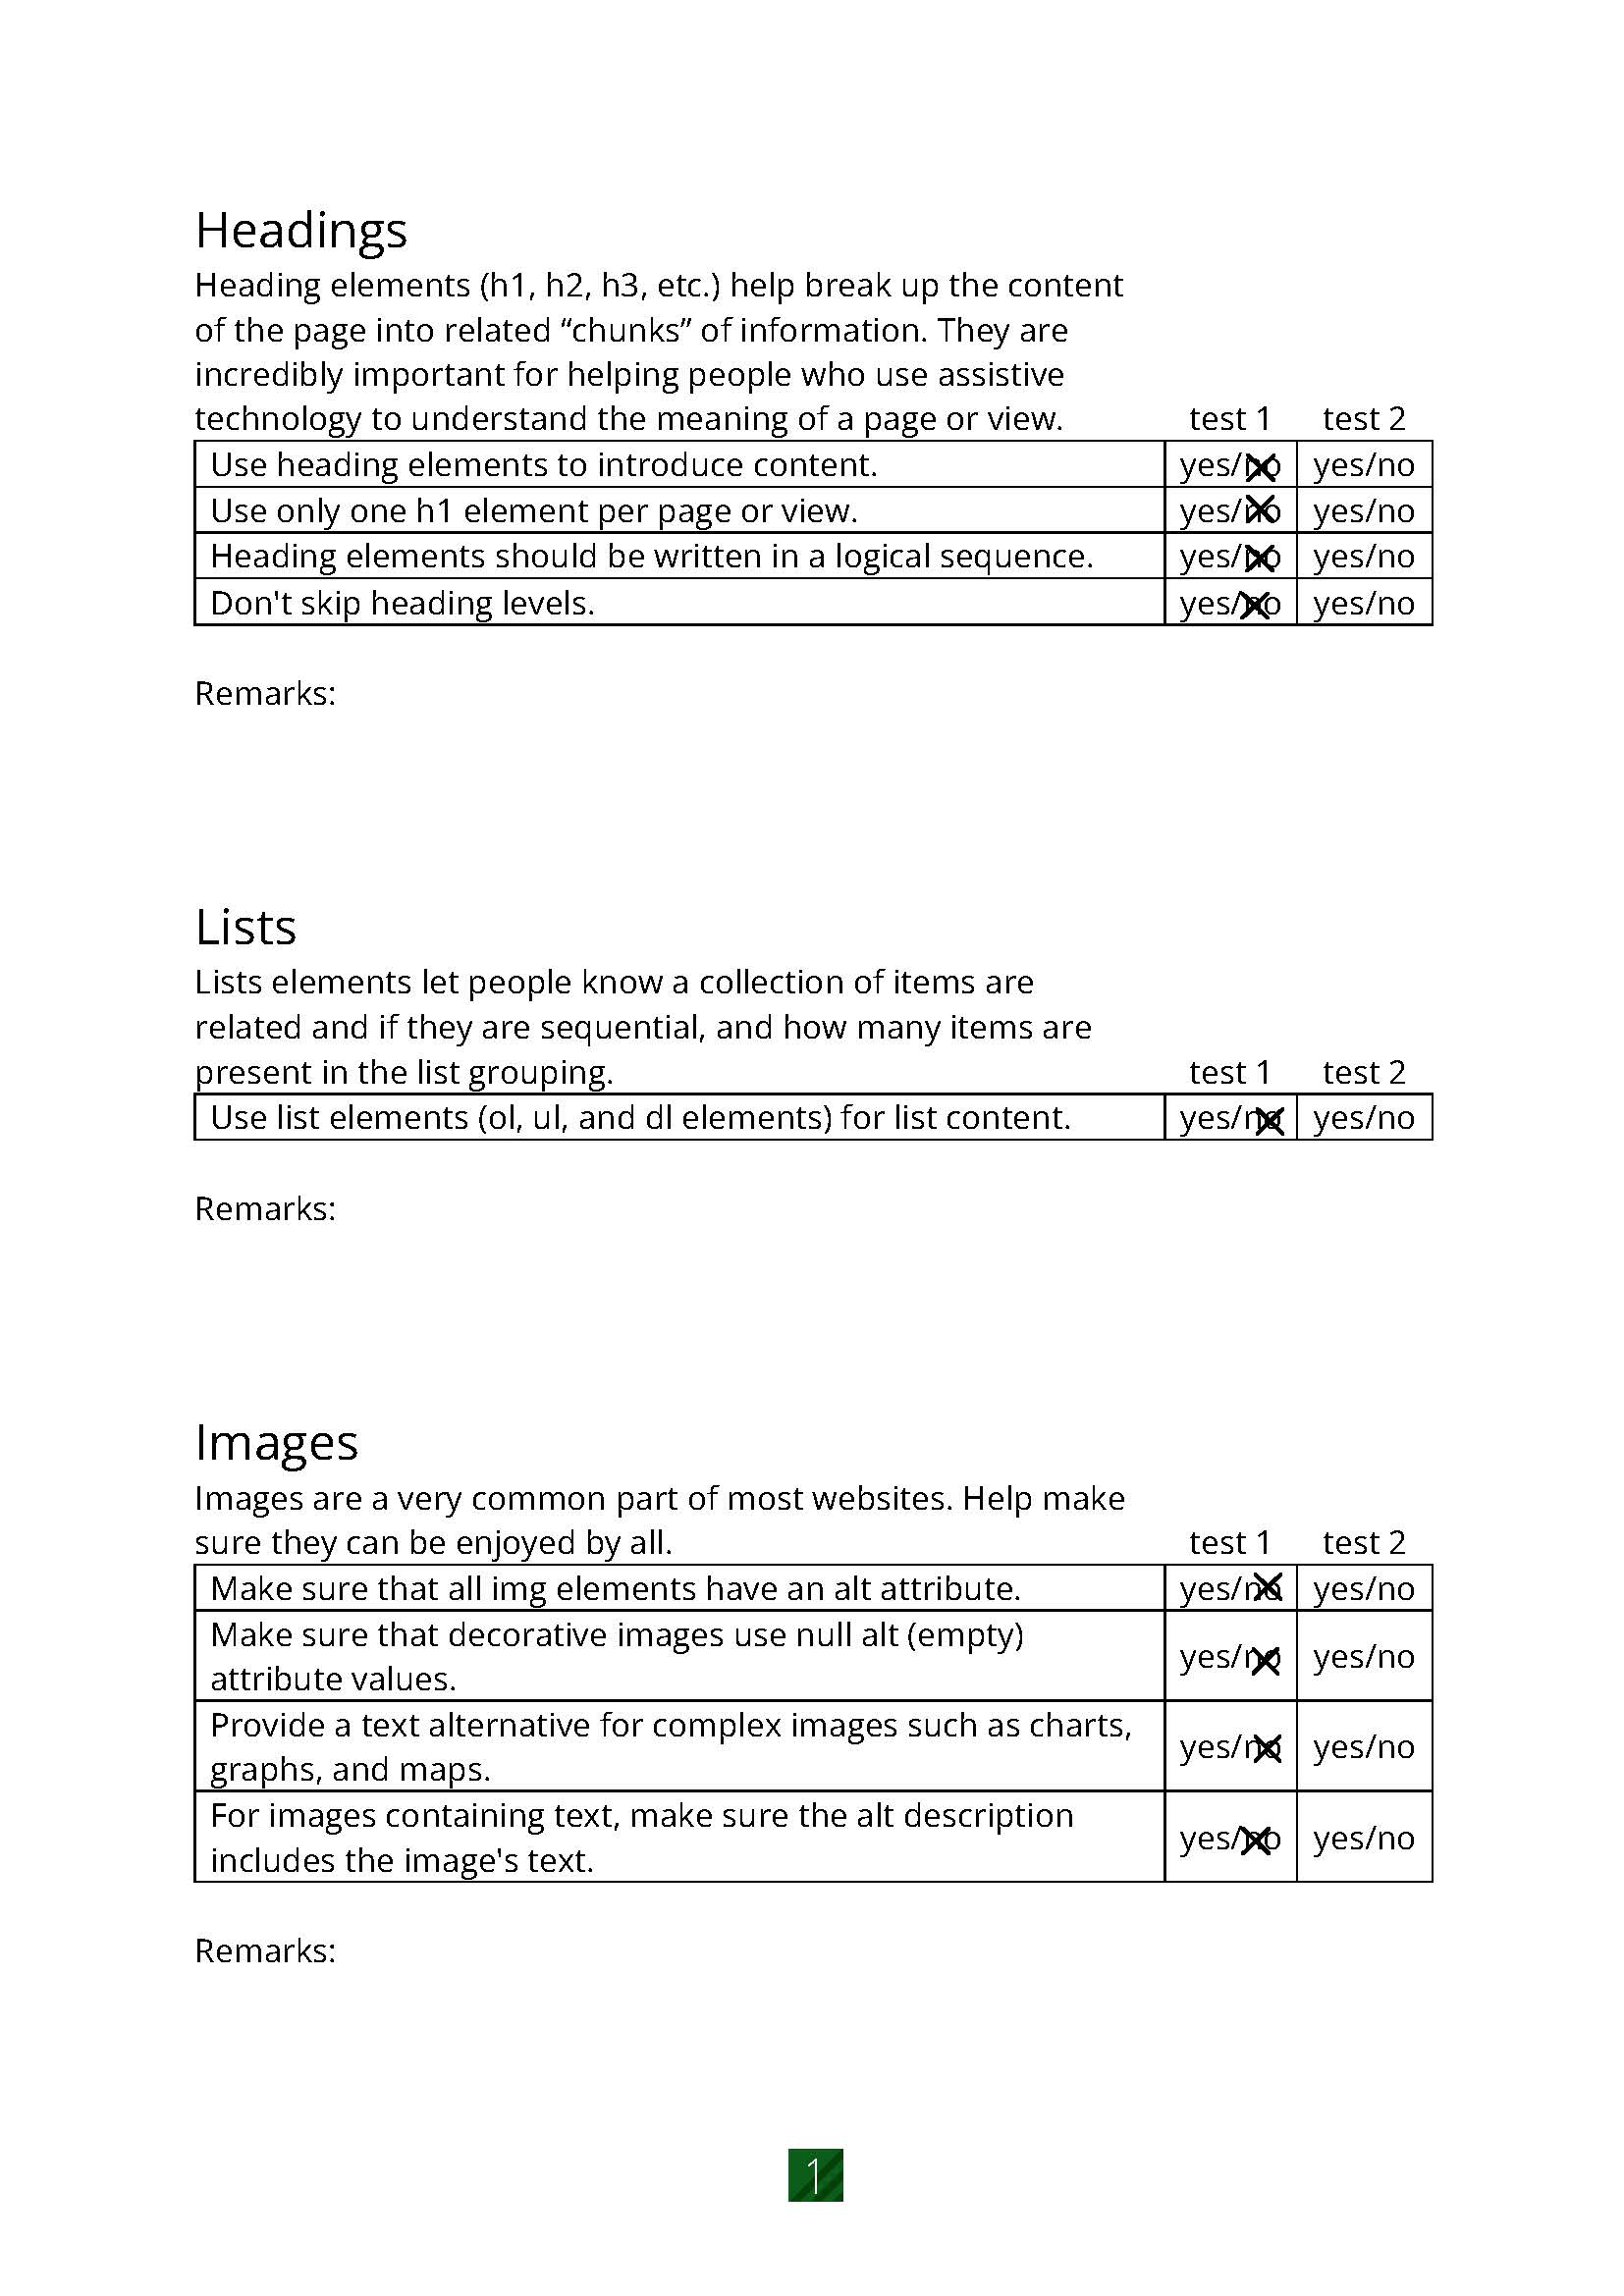 Headings
Heading elements (h1, h2, h3, etc.) help break up the content
of the page into related “chunks” of information. They are
incredibly important for helping people who use assistive
technology to understand the meaning of a page or view. test 1 test 2
Use heading elements to introduce content. yes/no yes/no
Use only one h1 element per page or view. yes/no yes/no
Heading elements should be written in a logical sequence. yes/no yes/no
Don't skip heading levels. yes/no yes/no
Remarks:
Lists
Lists elements let people know a collection of items are
related and if they are sequential, and how many items are
present in the list grouping. test 1 test 2
Use list elements (ol, ul, and dl elements) for list content. yes/no yes/no
Remarks:
Images
Images are a very common part of most websites. Help make
sure they can be enjoyed by all. test 1 test 2
Make sure that all img elements have an alt attribute. yes/no yes/no
Make sure that decorative images use null alt (empty)
attribute values. yes/no yes/no
Provide a text alternative for complex images such as charts,
graphs, and maps. yes/no yes/no
For images containing text, make sure the alt description
includes the image's text. yes/no yes/no
Remarks:
1